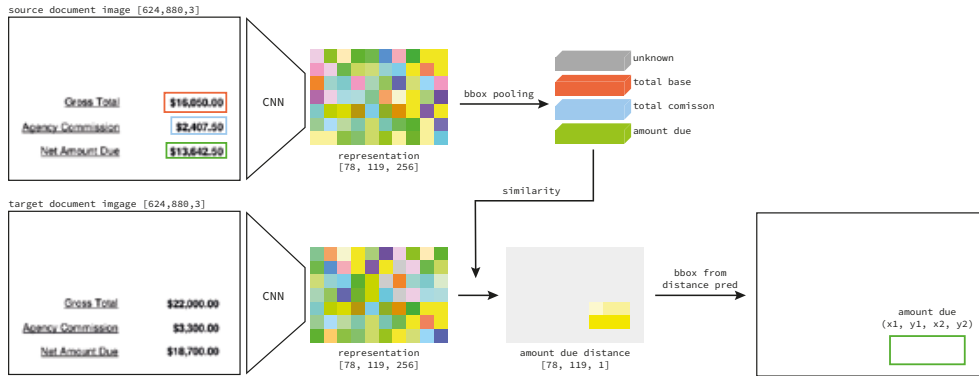 source document image [624,880,3]
Gross Total $16,050.00
Agency Commission $2,407.50
Net Amount Due $13,642.50
CNN
representation
[78, 119, 256]
bbox pooling
unknown
total base
total comisson
amount due
similarity
target document imgage [624,880,3]
Gross Total $22,000.00
Agency Commission $3,300.00
Net Amount Due $18,700.00
CNN
representation
[78, 119, 256]
amount due distance
[78, 119, 1]
bbox from
distance pred
amount due
(x1, y1, x2, y2)